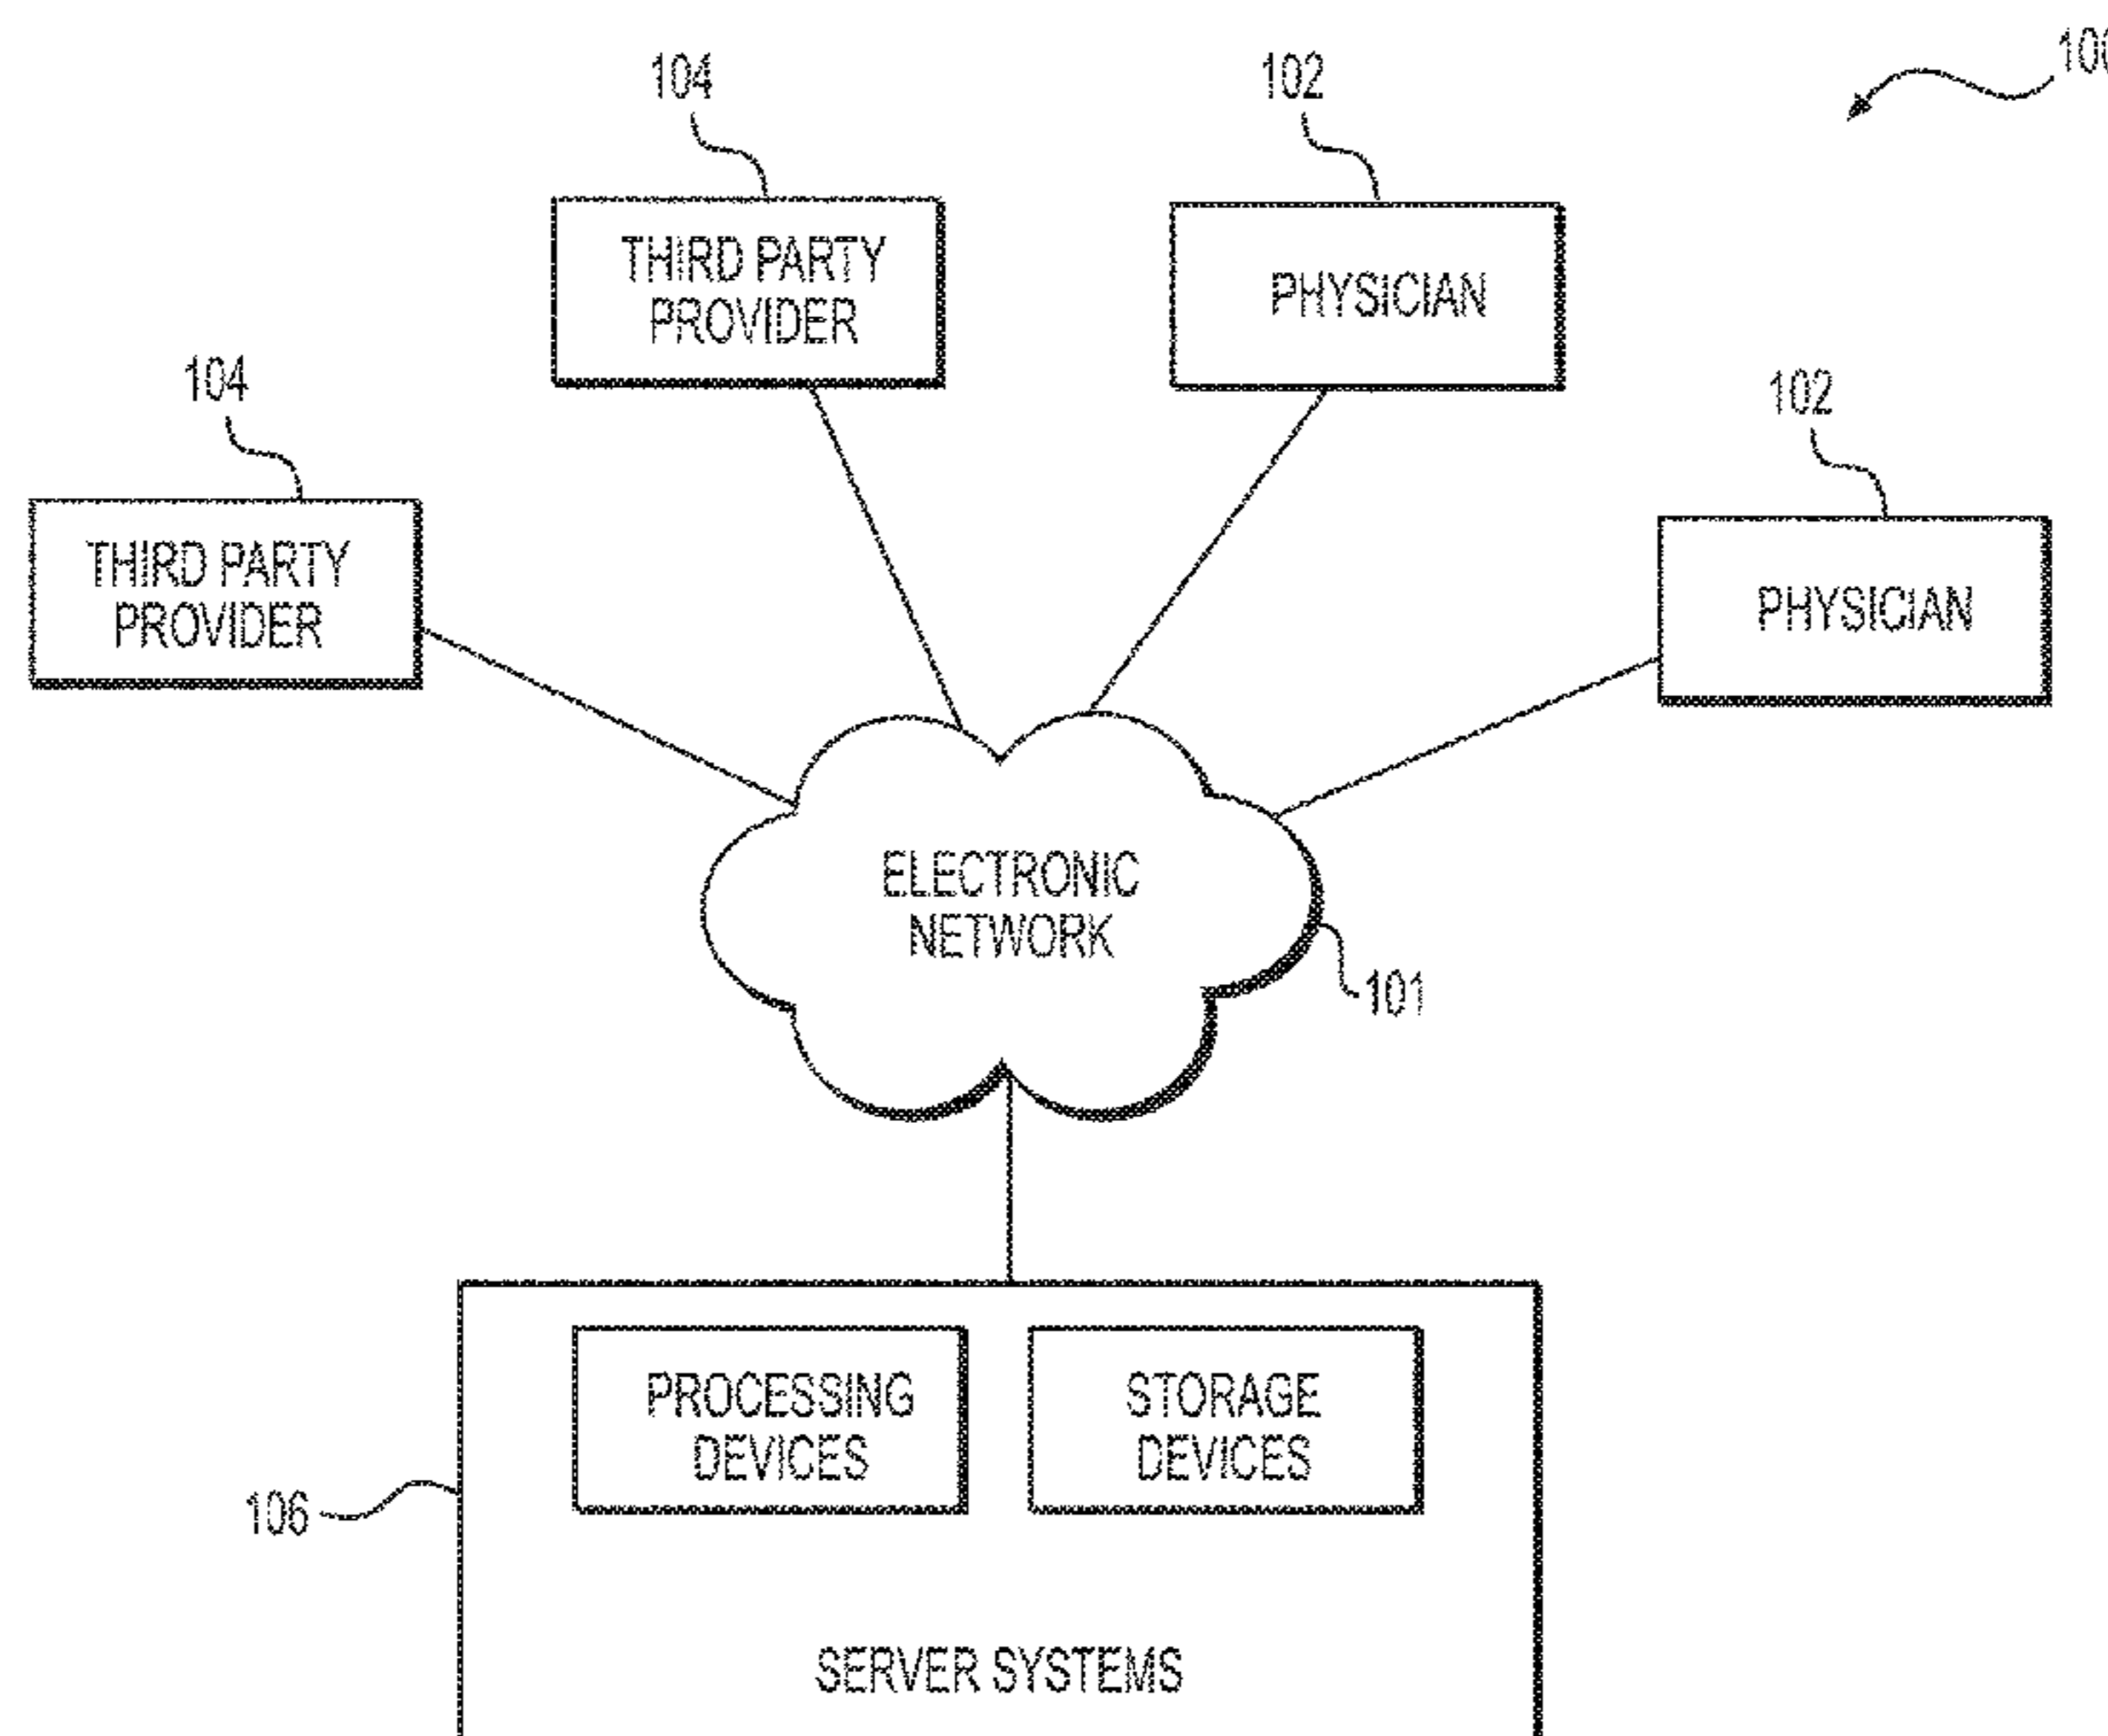 100
104
102
THIRD PARTY
PROVIDER
PHYSICIAN
104
102
THIRD PARTY
PROVIDER
PHYSICIAN
ELECTRONIC
NETWORK
101
PROCESSING
DEVICES
STORAGE
DEVICES
106
SERVER SYSTEMS